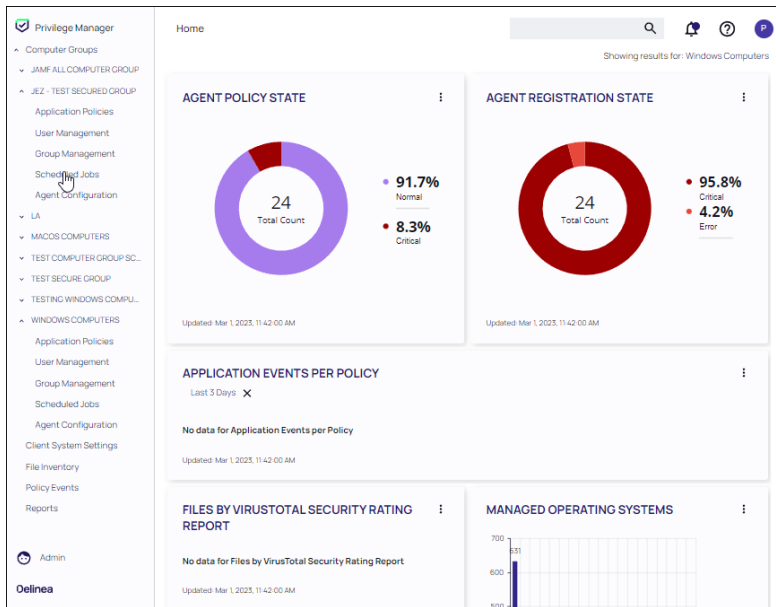 Privilege Manager
Computer Groups
JAMF ALL COMPUTER GROUP
JEZ - TEST SECURED GROUP
Application Policies
User Management
Group Management
Scheduled Jobs
Agent Configuration
LA
MACOS COMPUTERS
TEST COMPUTER GROUP SC...
TEST SECURE GROUP
TESTING WINDOWS COMPU...
WINDOWS COMPUTERS
Application Policies
User Management
Group Management
Scheduled Jobs
Agent Configuration
Client System Settings
File Inventory
Policy Events
Reports
Admin
Delinea
Home
P
Showing results for: Windows Computers
AGENT POLICY STATE
24
Total Count
91.7%
Normal
8.3%
Critical
Updated: Mar 1, 2023, 11:42:00 AM
AGENT REGISTRATION STATE
24
Total Count
95.8%
Critical
4.2%
Error
Updated: Mar 1, 2023, 11:42:00 AM
APPLICATION EVENTS PER POLICY
Last 3 Days
No data for Application Events per Policy
Updated: Mar 1, 2023, 11:42:00 AM
FILES BY VIRUSTOTAL SECURITY RATING
REPORT
No data for Files by VirusTotal Security Rating Report
Updated: Mar 1, 2023, 11:42:00 AM
MANAGED OPERATING SYSTEMS
700
631
600
500